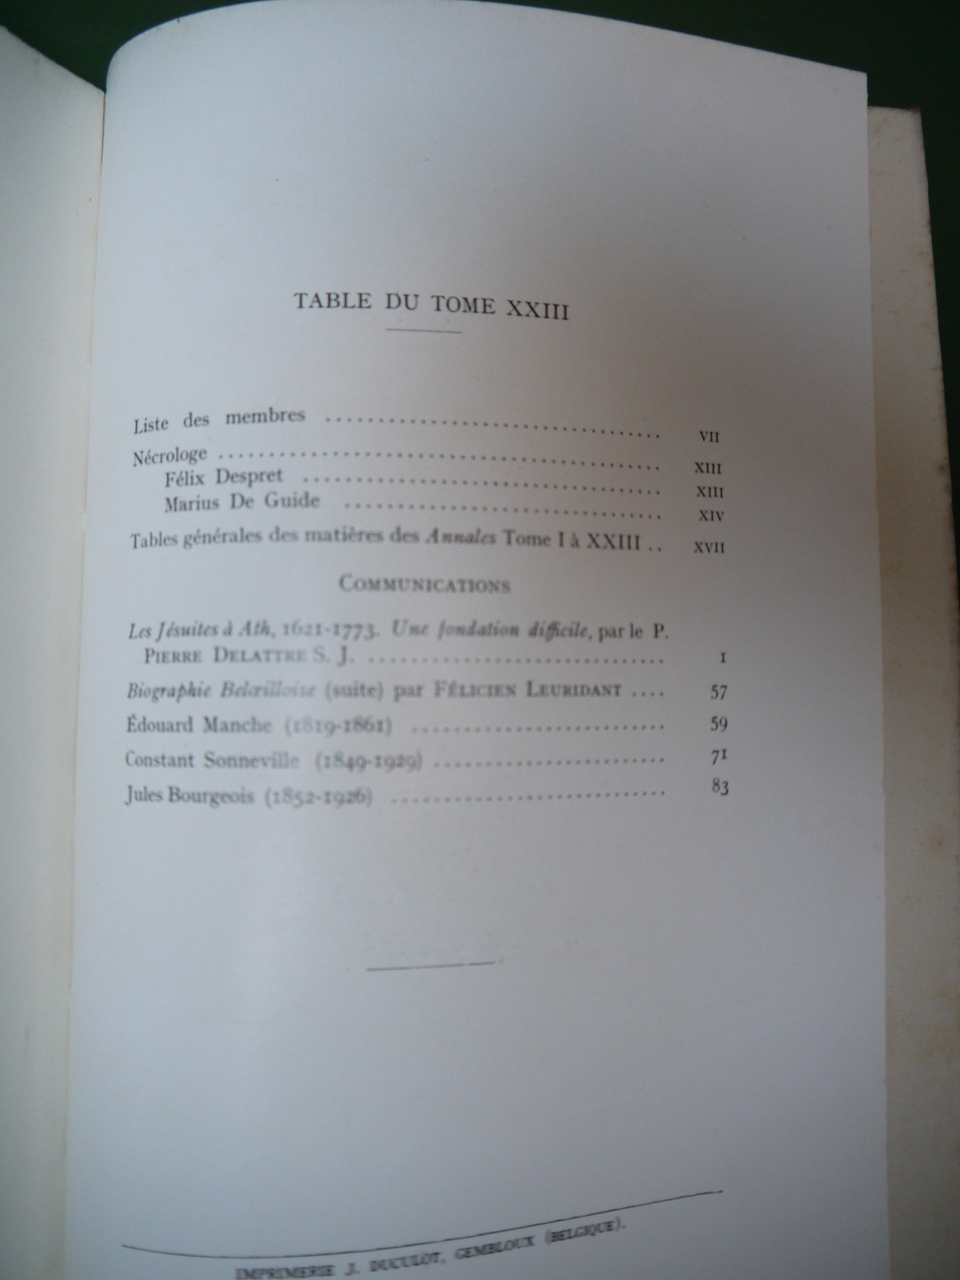 TABLE DU TOME XXIII
Liste des membres .................................. VII
Nécrologe .......................................... XIII
Félix Despret .................................. XIII
Marius De Guide .............................. XIV
Tables générales des matières des Annales Tome I à XXIII .. XVII
COMMUNICATIONS
Les Jésuites à Ath, 1621-1773. Une fondation difficile, par le P.
PIERRE DELATTRE S. J. ............................. 1
Biographie Belœilloise (suite) par FÉLICIEN LEURIDANT .... 57
Édouard Manche (1819-1861) .......................... 59
Constant Sonneville (1849-1929) ....................... 71
Jules Bourgeois (1852-1926) ........................... 83
IMPRIMERIE J. DUCULOT, GEMBLOUX (BELGIQUE).